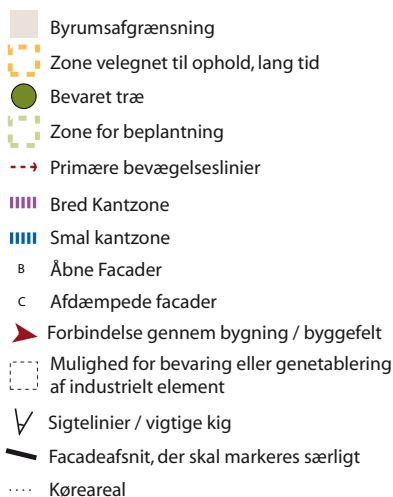 Byrumsafgrænsning
Zone velegnet til ophold, lang tid
Bevaret træ
Zone for beplantning
Primære bevægelseslinier
Bred Kantzone
Smal kantzone
B Åbne Facader
C Afdæmpede facader
Forbindelse gennem bygning / byggefelt
Mulighed for bevaring eller genetablering
af industrielt element
Sigtelinier / vigtige kig
Facadeafsnit, der skal markeres særligt
Køreareal